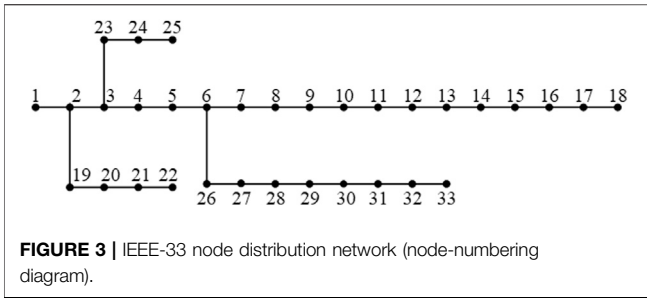 23 24 25
1 2 3 4 5 6 7 8 9 10 11 12 13 14 15 16 17 18
19 20 21 22
26 27 28 29 30 31 32 33
FIGURE 3 | IEEE-33 node distribution network (node-numbering
diagram).